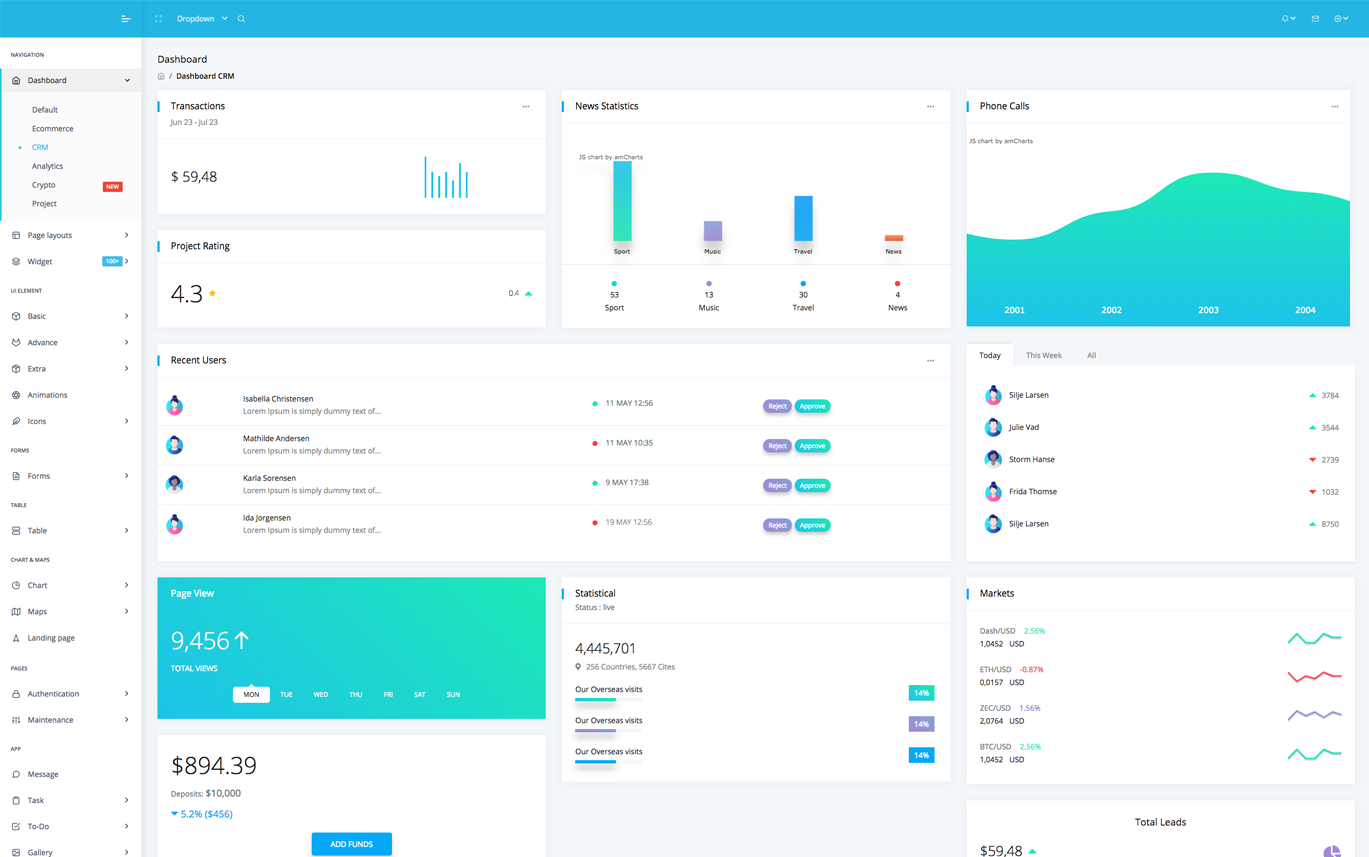 Dropdown
NAVIGATION
Dashboard
Default
Ecommerce
CRM
Analytics
Crypto NEW
Project
Page layouts
Widget 100+
UI ELEMENT
Basic
Advance
Extra
Animations
Icons
FORMS
Forms
TABLE
Table
CHART & MAPS
Chart
Maps
Landing page
PAGES
Authentication
Maintenance
APP
Message
Task
To-Do
Gallery
Dashboard
/ Dashboard CRM
Transactions
Jun 23 - Jul 23
$ 59,48
Project Rating
4.3
0.4
News Statistics
JS chart by amCharts
Sport Music Travel News
53 13 30 4
Sport Music Travel News
Phone Calls
JS chart by amCharts
2001 2002 2003 2004
Recent Users
Isabella Christensen
Lorem Ipsum is simply dummy text of...
11 MAY 12:56
Reject Approve
Mathilde Andersen
Lorem Ipsum is simply dummy text of...
11 MAY 10:35
Reject Approve
Karla Sorensen
Lorem Ipsum is simply dummy text of...
9 MAY 17:38
Reject Approve
Ida Jorgensen
Lorem Ipsum is simply dummy text of...
19 MAY 12:56
Reject Approve
Today This Week All
Silje Larsen 3784
Julie Vad 3544
Storm Hanse 2739
Frida Thomse 1032
Silje Larsen 8750
Page View
9,456
TOTAL VIEWS
MON TUE WED THU FRI SAT SUN
$894.39
Deposits: $10,000
5.2% ($456)
ADD FUNDS
Statistical
Status : live
4,445,701
256 Countries, 5667 Cites
Our Overseas visits 14%
Our Overseas visits 14%
Our Overseas visits 14%
Markets
Dash/USD 2.56%
1,0452 USD
ETH/USD -0.87%
0,0157 USD
ZEC/USD 1.56%
2,0764 USD
BTC/USD 2.56%
1,0452 USD
Total Leads
$59,48